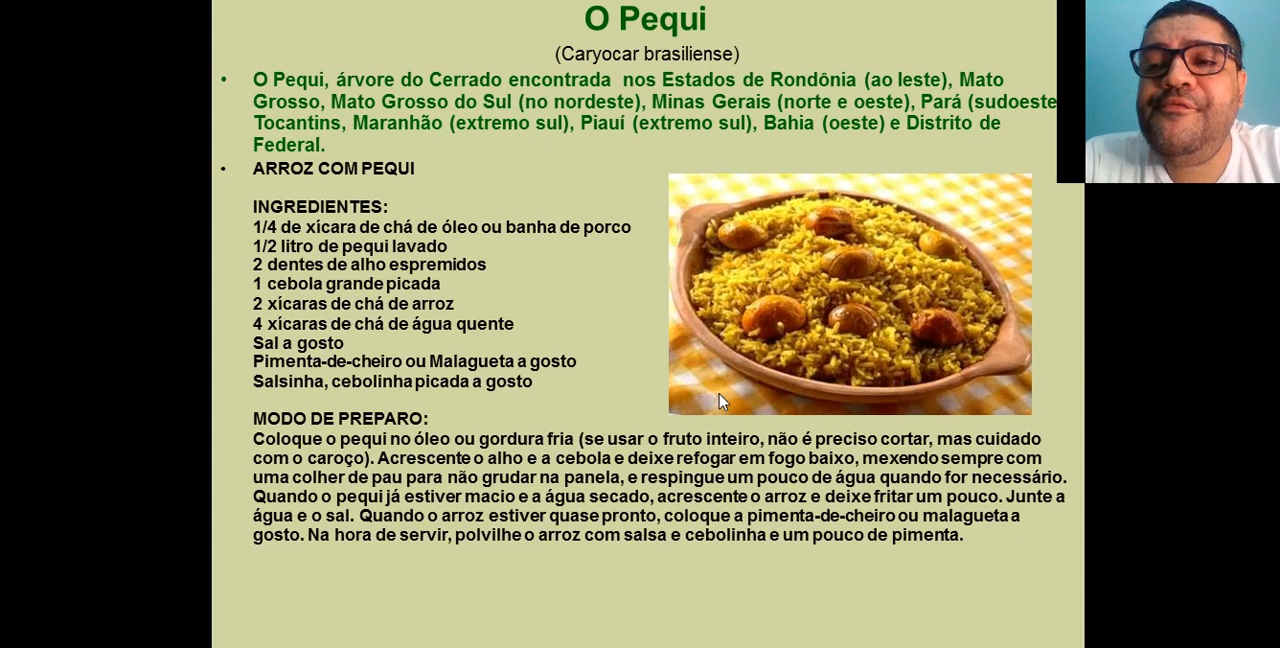 O Pequi
(Caryocar brasiliense)
• O Pequi, árvore do Cerrado encontrada nos Estados de Rondônia (ao leste), Mato
Grosso, Mato Grosso do Sul (no nordeste), Minas Gerais (norte e oeste), Pará (sudoeste
Tocantins, Maranhão (extremo sul), Piauí (extremo sul), Bahia (oeste) e Distrito de
Federal.
• ARROZ COM PEQUI
INGREDIENTES:
1/4 de xícara de chá de óleo ou banha de porco
1/2 litro de pequi lavado
2 dentes de alho espremidos
1 cebola grande picada
2 xícaras de chá de arroz
4 xícaras de chá de água quente
Sal a gosto
Pimenta-de-cheiro ou Malagueta a gosto
Salsinha, cebolinha picada a gosto
MODO DE PREPARO:
Coloque o pequi no óleo ou gordura fria (se usar o fruto inteiro, não é preciso cortar, mas cuidado
com o caroço). Acrescente o alho e a cebola e deixe refogar em fogo baixo, mexendo sempre com
uma colher de pau para não grudar na panela, e respingue um pouco de água quando for necessário.
Quando o pequi já estiver macio e a água secado, acrescente o arroz e deixe fritar um pouco. Junte a
água e o sal. Quando o arroz estiver quase pronto, coloque a pimenta-de-cheiro ou malagueta a
gosto. Na hora de servir, polvilhe o arroz com salsa e cebolinha e um pouco de pimenta.